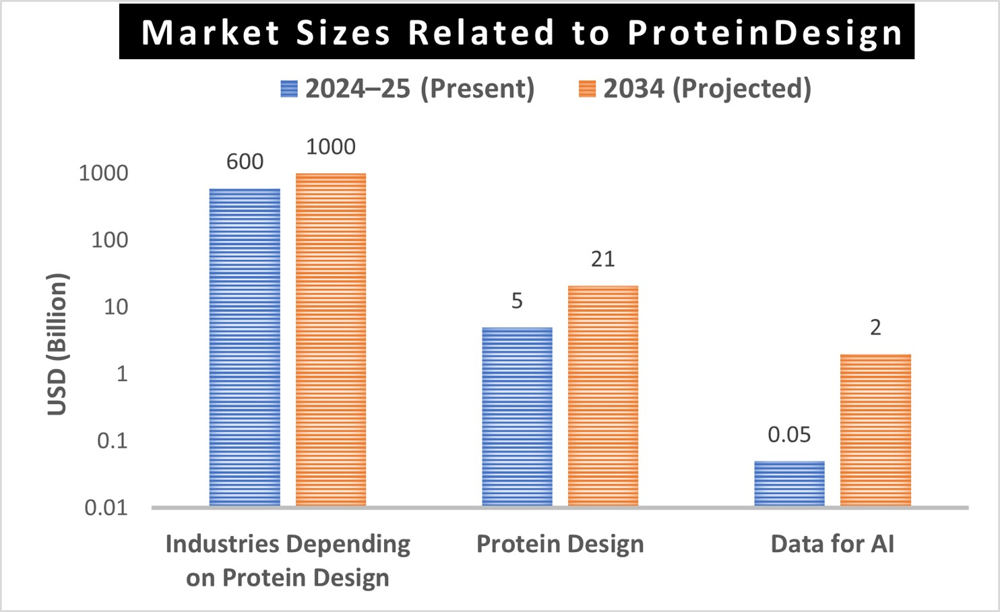 Market Sizes Related to ProteinDesign
2024–25 (Present)
2034 (Projected)
600
1000
5
21
0.05
2
1000
100
10
1
0.1
0.01
USD (Billion)
Industries Depending
on Protein Design
Protein Design
Data for AI